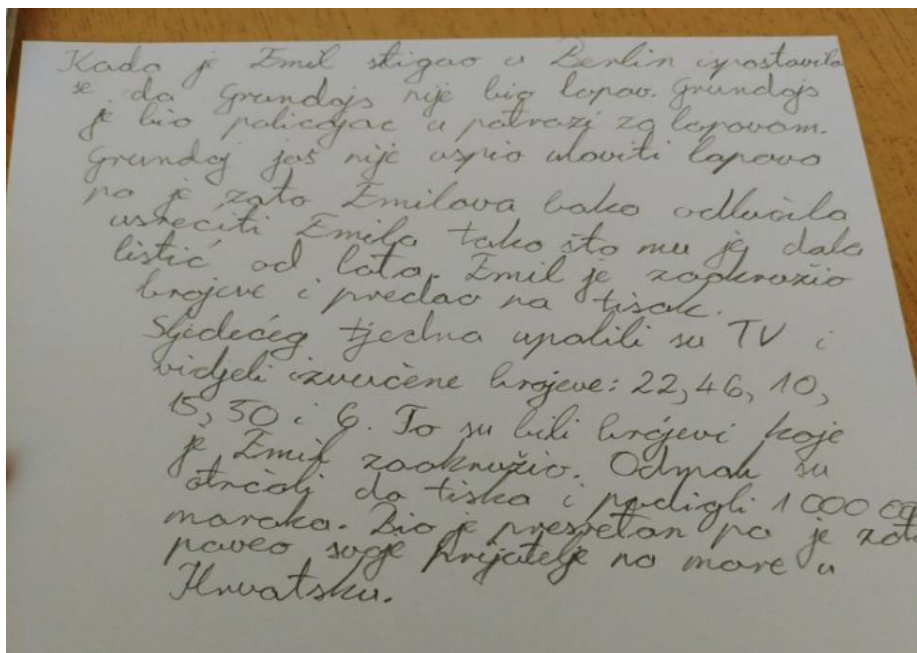 Kada je Emil stigao u Berlin ispostavilo
se da Grundajs nije bio lopov. Grundajs
je bio policajac u potrazi za lopovom.
Grundaj još nije uspio uloviti lopova
pa je zato Emilova baka odlučila
usrećiti Emila tako što mu je dala
listić od lota. Emil je zaokružio
brojeve i predao na tisak.
Sljedećeg tjedna upalili su TV i
vidjeli izvučene brojeve: 22, 46, 10,
15, 30 i 6. To su bili brojevi koje
je Emil zaokružio. Odmah su
otrčali do tiska i podigli 1 000 00
maraka. Bio je presretan pa je zato
poveo svoje prijatelje na more u
Hrvatsku.